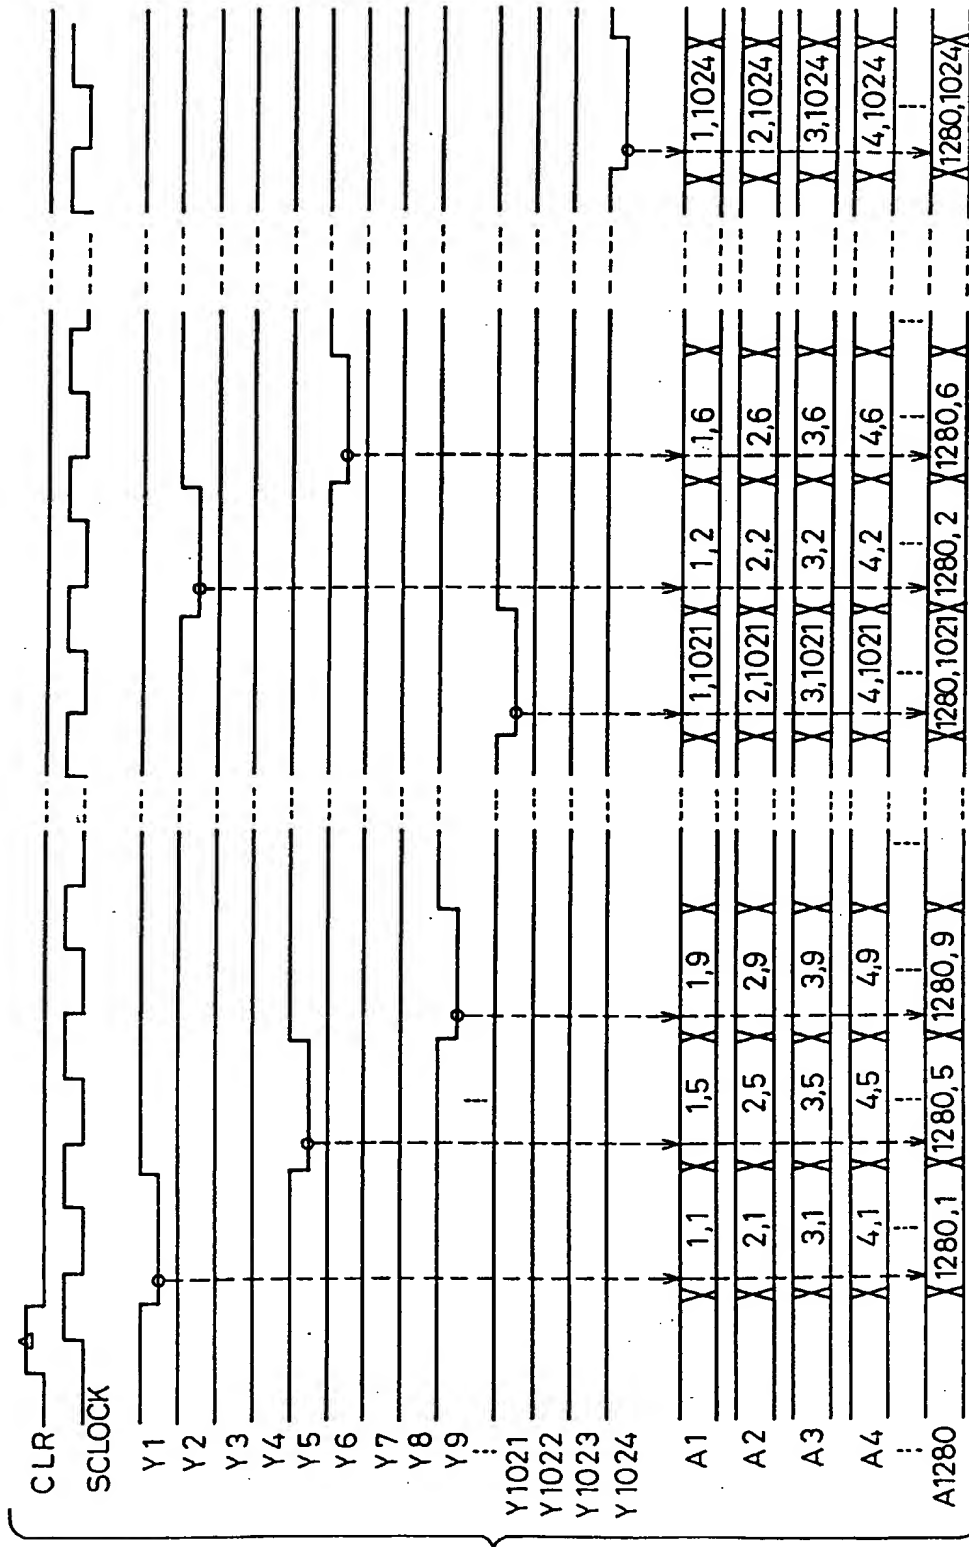 CLR
SCLOCK
Y1
Y2
Y3
Y4
Y5
Y6
Y7
Y8
Y9
Y1021
Y1022
Y1023
Y1024
A1 1,1 1,5 1,9 1,1021 1,2 1,6 1,1024
A2 2,1 2,5 2,9 2,1021 2,2 2,6 2,1024
A3 3,1 3,5 3,9 3,1021 3,2 3,6 3,1024
A4 4,1 4,5 4,9 4,1021 4,2 4,6 4,1024
A1280 1280,1 1280,5 1280,9 1280,1021 1280,2 1280,6 1280,1024